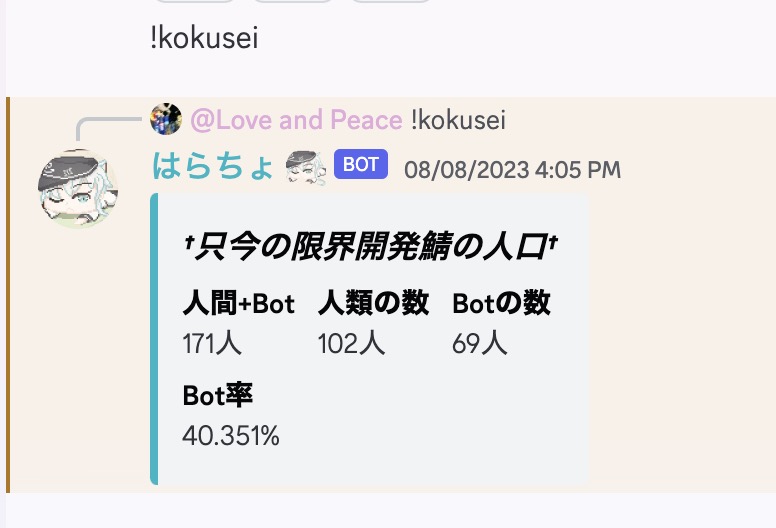 !kokusei
@Love and Peace !kokusei
はらちょ BOT 08/08/2023 4:05 PM
†只今の限界開発鯖の人口†
人間+Bot 人類の数 Botの数
171人 102人 69人
Bot率
40.351%